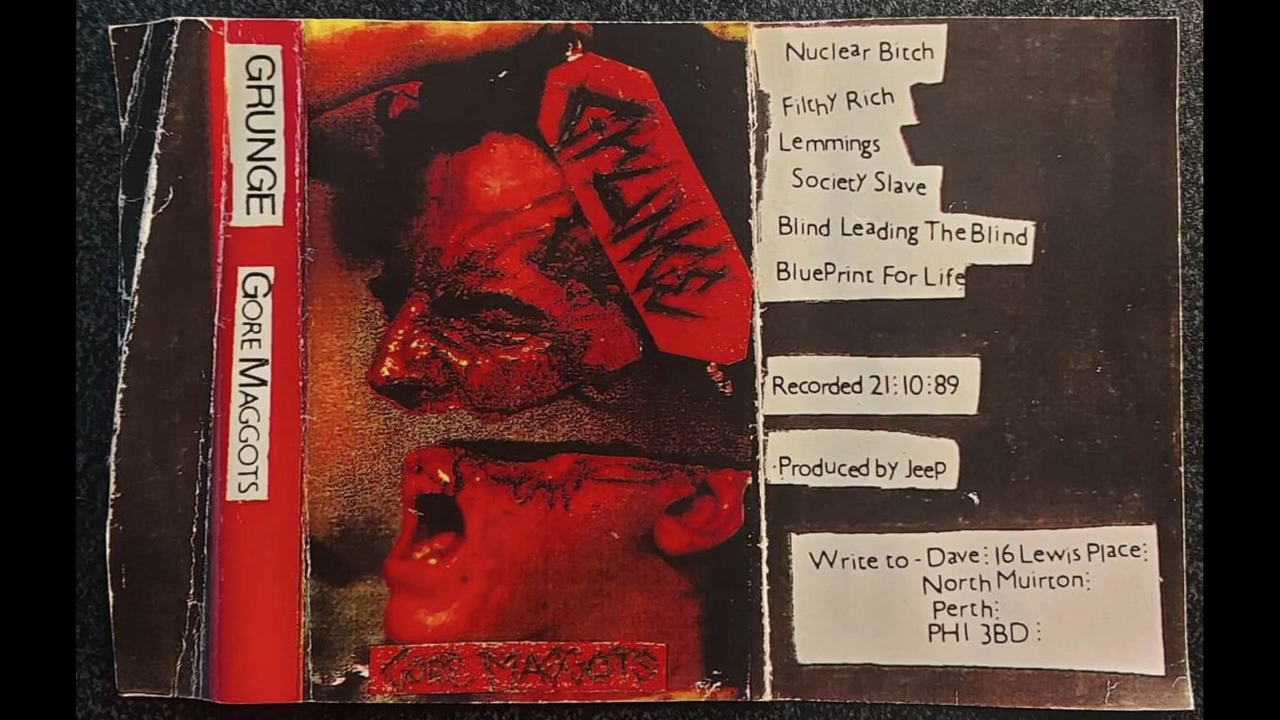 GRUNGE
GORE MAGGOTS
GRUNGE
GORE MAGGOTS
Nuclear Bitch
Filthy Rich
Lemmings
Society Slave
Blind Leading The Blind
BluePrint For Life
Recorded 21:10:89
Produced by JeeP
Write to - Dave: 16 Lewis Place:
North Muirton:
Perth:
PH1 3BD :